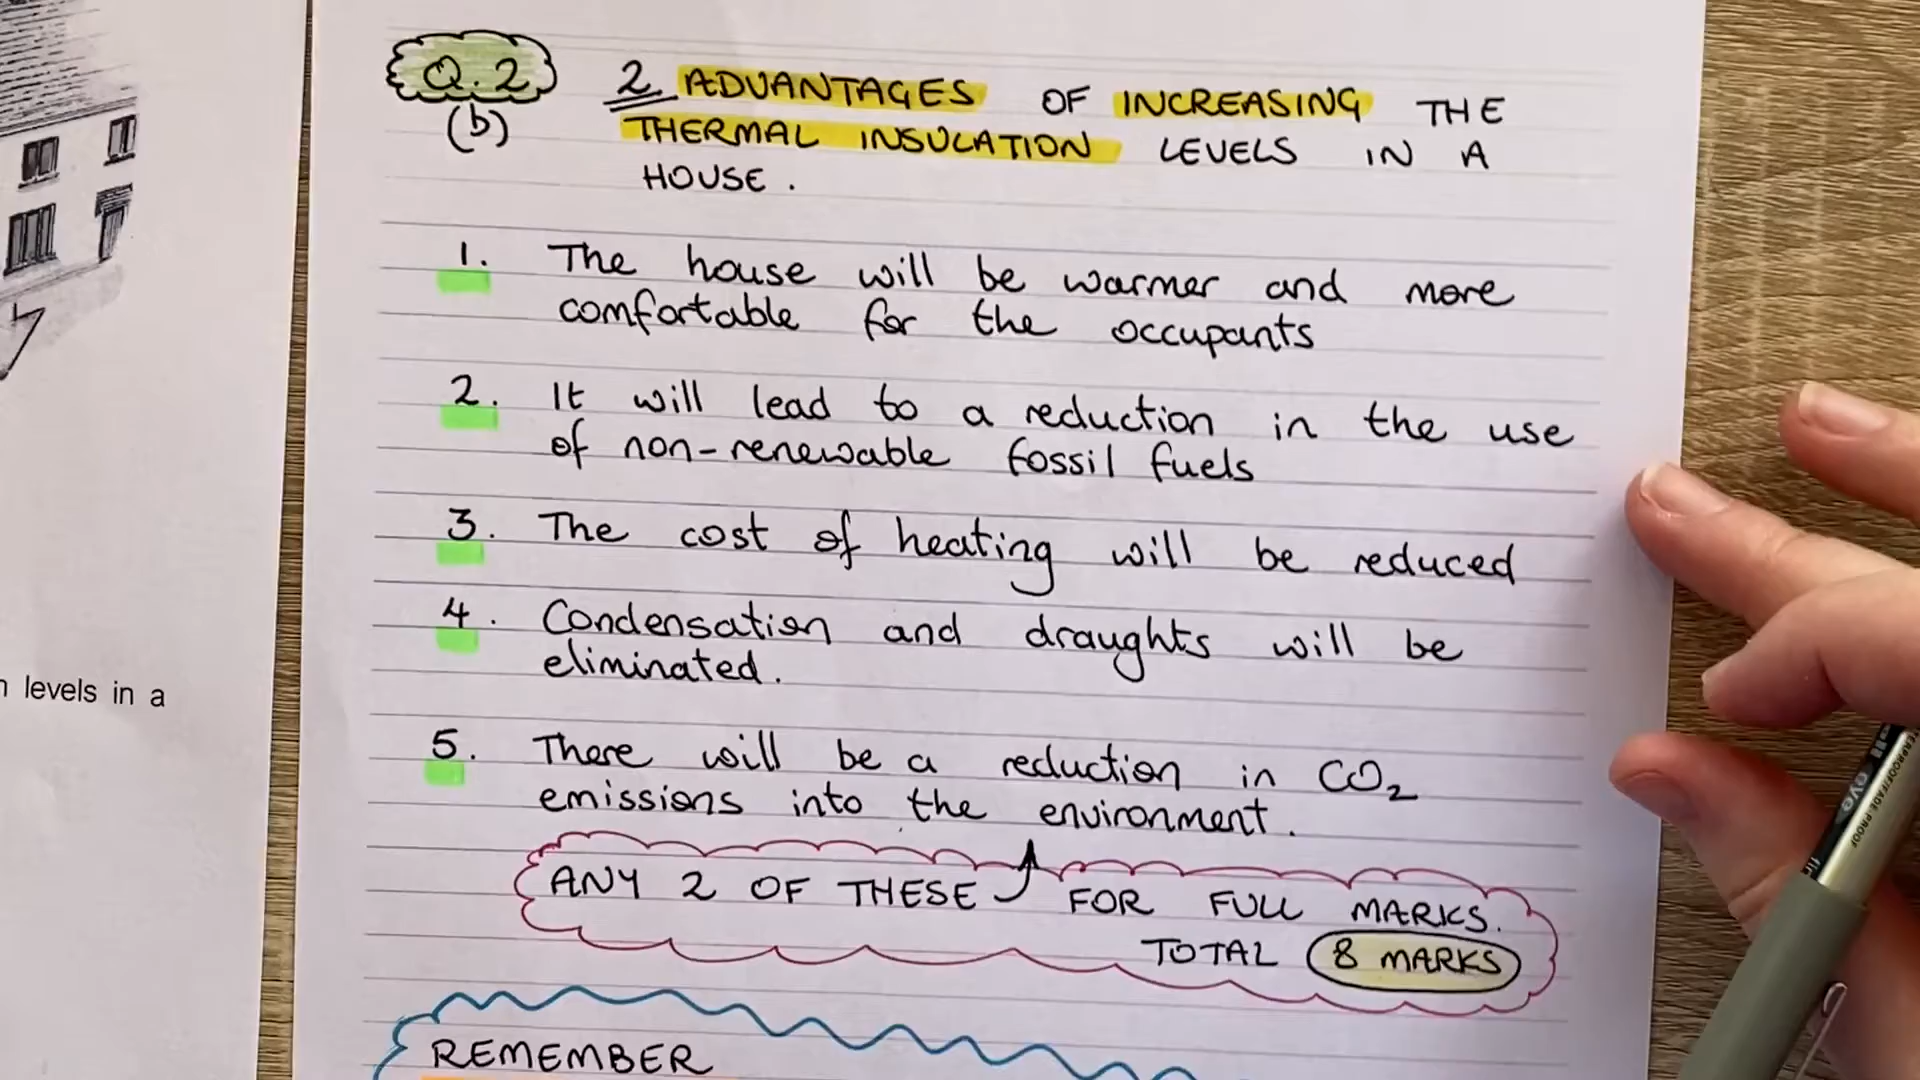 Q.2
(b)
2 ADVANTAGES OF INCREASING THE
THERMAL INSULATION LEVELS IN A
HOUSE.
1. The house will be warmer and more
comfortable for the occupants
2. It will lead to a reduction in the use
of non-renewable fossil fuels
3. The cost of heating will be reduced
4. Condensation and draughts will be
eliminated.
5. There will be a reduction in CO2
emissions into the environment.
ANY 2 OF THESE FOR FULL MARKS.
TOTAL 8 MARKS
REMEMBER
levels in a